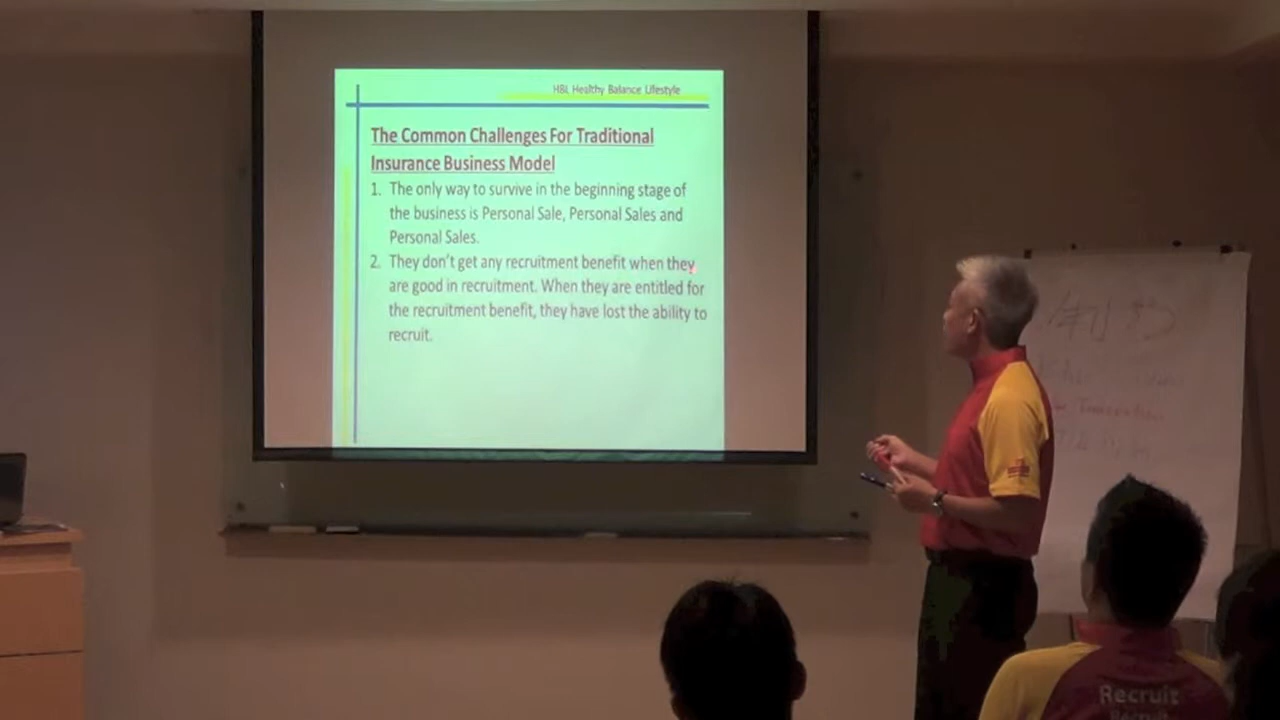 HBL Healthy Balance Lifestyle
The Common Challenges For Traditional
Insurance Business Model
1. The only way to survive in the beginning stage of
the business is Personal Sale, Personal Sales and
Personal Sales.
2. They don't get any recruitment benefit when they
are good in recruitment. When they are entitled for
the recruitment benefit, they have lost the ability to
recruit.
Recruit